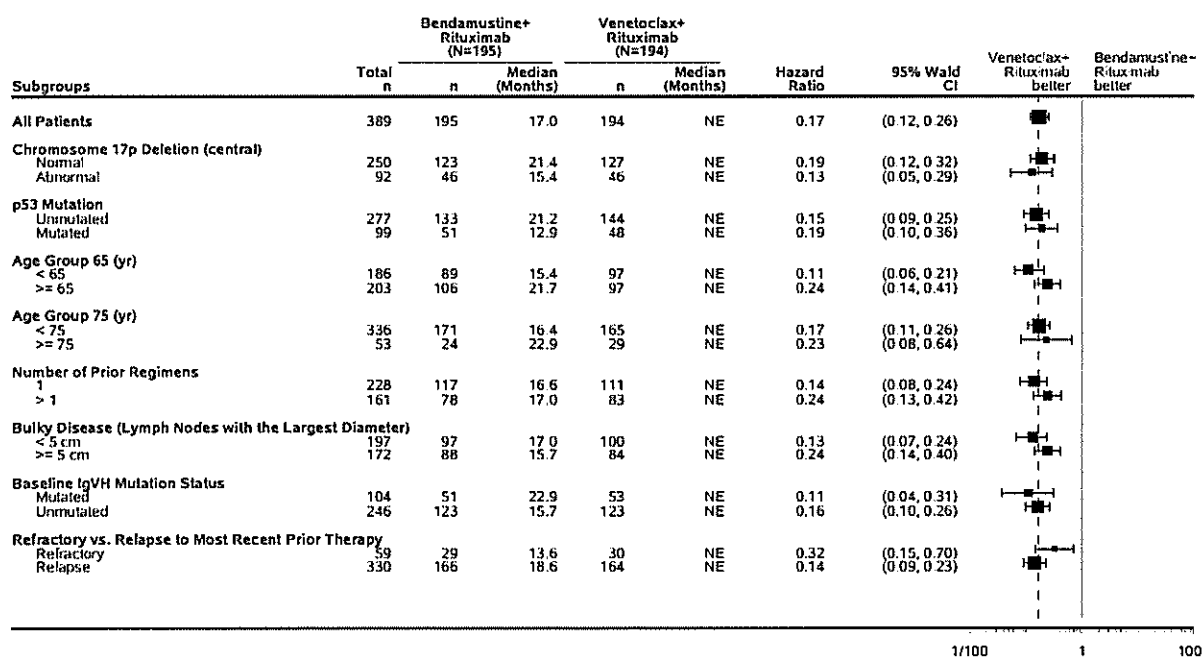 Bendamustine+ Rituximab (N=195) Venetoclax+ Rituximab (N=194)
Subgroups Total n n Median (Months) n Median (Months) Hazard Ratio 95% Wald CI Venetoclax+ Rituximab better Bendamustine+ Rituximab better
All Patients 389 195 17.0 194 NE 0.17 (0.12, 0.26)
Chromosome 17p Deletion (central)
Normal 250 123 21.4 127 NE 0.19 (0.12, 0.32)
Abnormal 92 46 15.4 46 NE 0.13 (0.05, 0.29)
p53 Mutation
Unmutated 277 133 21.2 144 NE 0.15 (0.09, 0.25)
Mutated 99 51 12.9 48 NE 0.19 (0.10, 0.36)
Age Group 65 (yr)
< 65 186 89 15.4 97 NE 0.11 (0.06, 0.21)
>= 65 203 106 21.7 97 NE 0.24 (0.14, 0.41)
Age Group 75 (yr)
< 75 336 171 16.4 165 NE 0.17 (0.11, 0.26)
>= 75 53 24 22.9 29 NE 0.23 (0.08, 0.64)
Number of Prior Regimens
1 228 117 16.6 111 NE 0.14 (0.08, 0.24)
> 1 161 78 17.0 83 NE 0.24 (0.13, 0.42)
Bulky Disease (Lymph Nodes with the Largest Diameter)
< 5 cm 197 97 17.0 100 NE 0.13 (0.07, 0.24)
>= 5 cm 172 88 15.7 84 NE 0.24 (0.14, 0.40)
Baseline IgVH Mutation Status
Mutated 104 51 22.9 53 NE 0.11 (0.04, 0.31)
Unmutated 246 123 15.7 123 NE 0.16 (0.10, 0.26)
Refractory vs. Relapse to Most Recent Prior Therapy
Refractory 59 29 13.6 30 NE 0.32 (0.15, 0.70)
Relapse 330 166 18.6 164 NE 0.14 (0.09, 0.23)
1/100 1 100